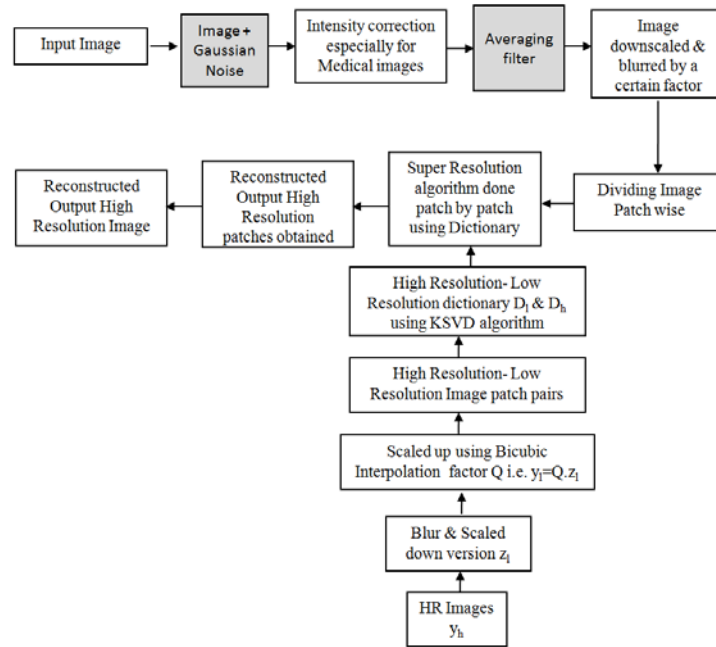 Input Image
Image +
Gaussian
Noise
Intensity correction
especially for
Medical images
Averaging
filter
Image
downscaled &
blurred by a
certain factor
Reconstructed
Output High
Resolution Image
Reconstructed
Output High
Resolution
patches obtained
Super Resolution
algorithm done
patch by patch
using Dictionary
Dividing Image
Patch wise
High Resolution- Low
Resolution dictionary Dₗ & Dₕ
using KSVD algorithm
High Resolution- Low
Resolution Image patch pairs
Scaled up using Bicubic
Interpolation factor Q i.e. yₗ=Q.zₗ
Blur & Scaled
down version zₗ
HR Images
yₕ